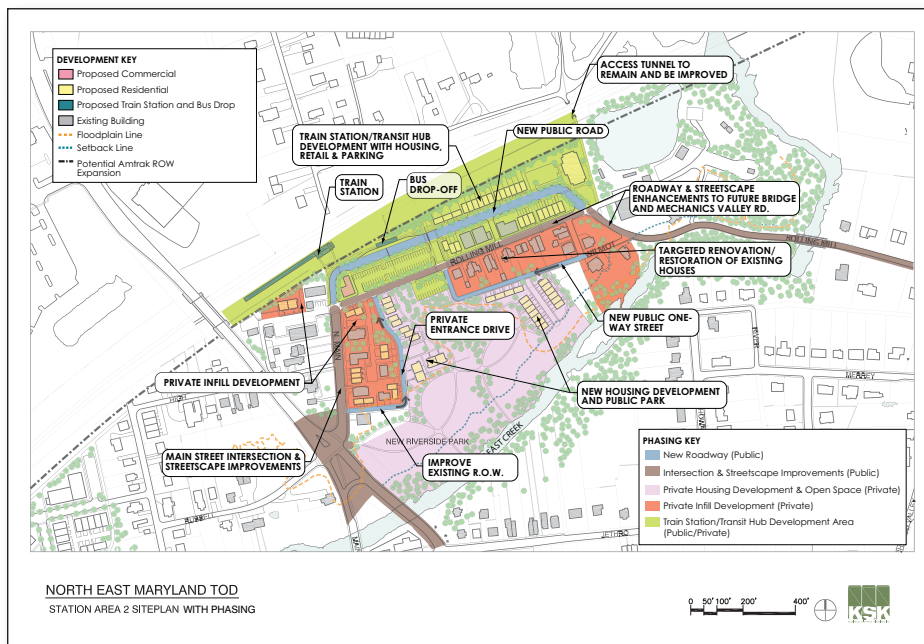 DEVELOPMENT KEY
Proposed Commercial
Proposed Residential
Proposed Train Station and Bus Drop
Existing Building
Floodplain Line
Setback Line
Potential Amtrak ROW
Expansion
ACCESS TUNNEL TO
REMAIN AND BE IMPROVED
TRAIN STATION/TRANSIT HUB
DEVELOPMENT WITH HOUSING,
RETAIL & PARKING
NEW PUBLIC ROAD
TRAIN
STATION
BUS
DROP-OFF
ROADWAY & STREETSCAPE
ENHANCEMENTS TO FUTURE BRIDGE
AND MECHANICS VALLEY RD.
ROLLING MILL
ROLLING MILL
WILMOT
TARGETED RENOVATION/
RESTORATION OF EXISTING
HOUSES
NEW PUBLIC ONE-
WAY STREET
PRIVATE
ENTRANCE DRIVE
N. MAIN
PRIVATE INFILL DEVELOPMENT
HIGH
NEW HOUSING DEVELOPMENT
AND PUBLIC PARK
MAIN STREET INTERSECTION &
STREETSCAPE IMPROVEMENTS
NEW RIVERSIDE PARK
IMPROVE
EXISTING R.O.W.
EAST CREEK
JETHRO
PHASING KEY
New Roadway (Public)
Intersection & Streetscape Improvements (Public)
Private Housing Development & Open Space (Private)
Private Infill Development (Private)
Train Station/Transit Hub Development Area
(Public/Private)
NORTH EAST MARYLAND TOD
STATION AREA 2 SITEPLAN WITH PHASING
0 50' 100' 200' 400'
KSK